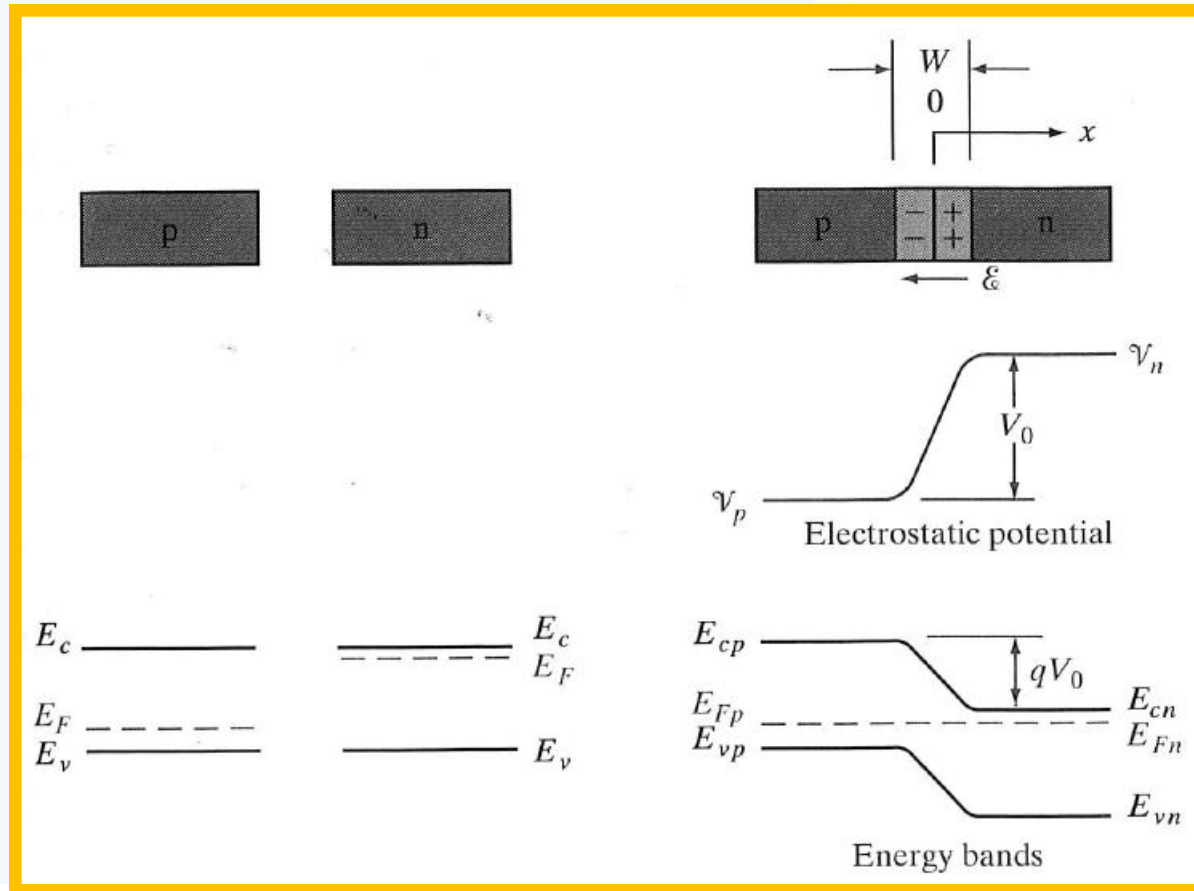 W
0
x
p
n
p
− +
− +
n
ℰ
𝒱n
V0
𝒱p
Electrostatic potential
Ec
EF
Ev
Ec
EF
Ev
Ecp
qV0
EFp
Evp
Ecn
EFn
Evn
Energy bands